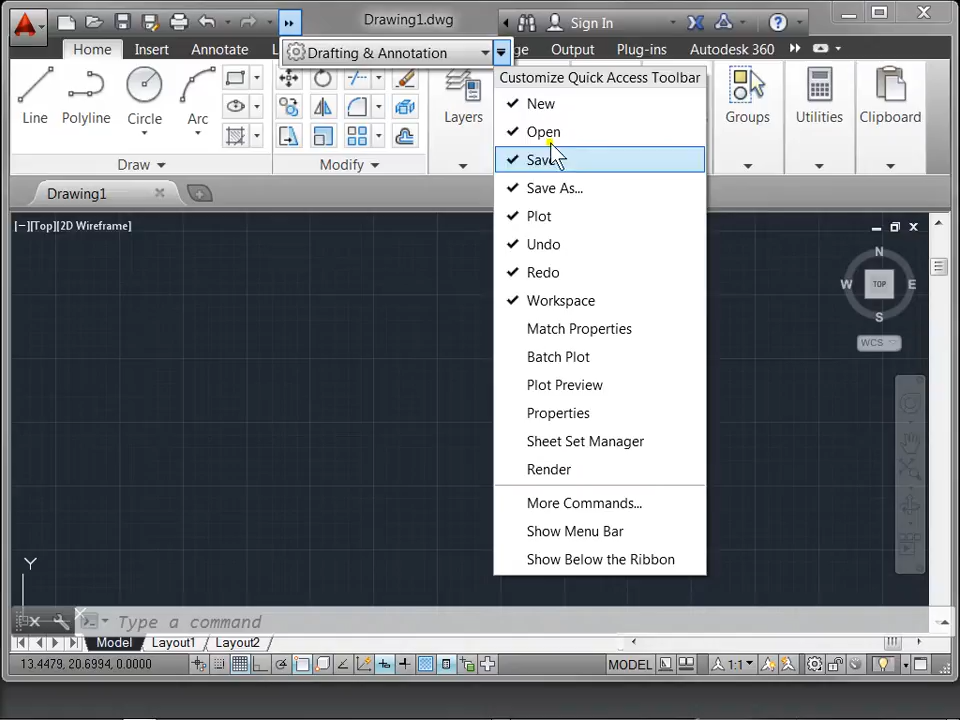 Drawing1.dwg
Sign In
Home Insert Annotate Output Plug-ins Autodesk 360
Drafting & Annotation
Customize Quick Access Toolbar
New
Open
Save
Save As...
Plot
Undo
Redo
Workspace
Match Properties
Batch Plot
Plot Preview
Properties
Sheet Set Manager
Render
More Commands...
Show Menu Bar
Show Below the Ribbon
Line Polyline Circle Arc
Layers
Groups Utilities Clipboard
Draw Modify
Drawing1
[−][Top][2D Wireframe]
N
W TOP E
S
WCS
Y
X
Type a command
Model Layout1 Layout2
13.4479, 20.6994, 0.0000
MODEL
1:1